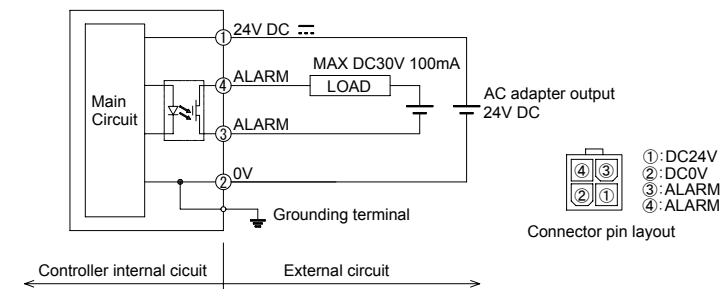 ① 24V DC ⎓
MAX DC30V 100mA
④ ALARM
LOAD
Main
Circuit
AC adapter output
24V DC
③ ALARM
② 0V
Grounding terminal
④ ③
② ①
①:DC24V
②:DC0V
③:ALARM
④:ALARM
Connector pin layout
Controller internal cicuit
External circuit